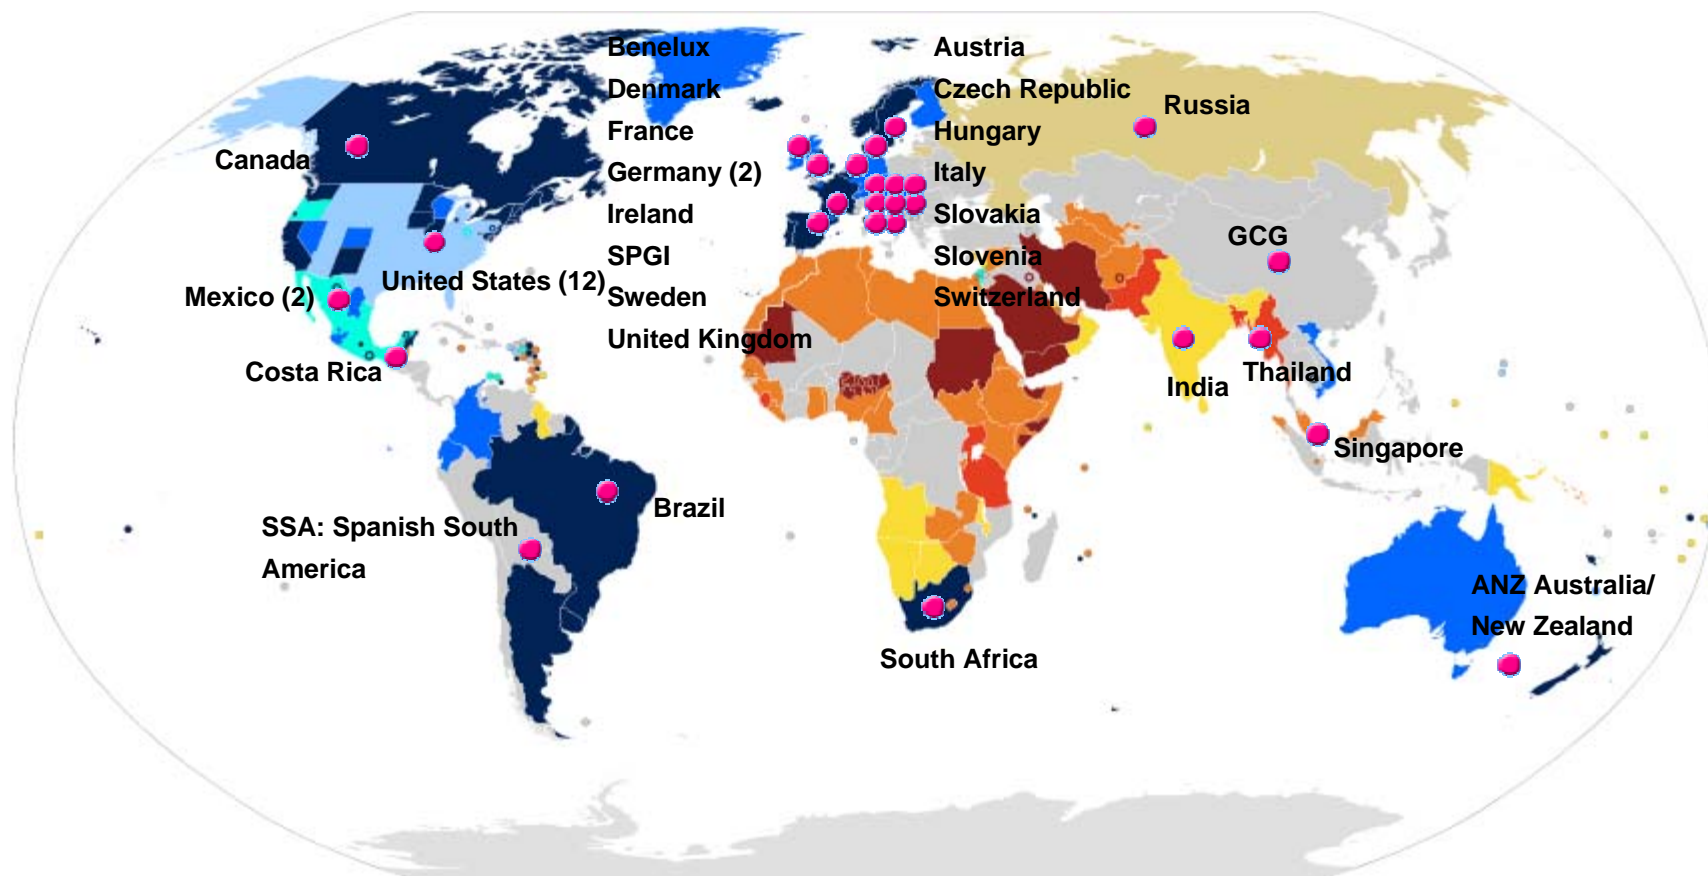 Benelux
Denmark
France
Germany (2)
Ireland
SPGI
Sweden
United Kingdom
Austria
Czech Republic
Hungary
Italy
Slovakia
Slovenia
Switzerland
Russia
Canada
GCG
United States (12)
Mexico (2)
Costa Rica
India
Thailand
Singapore
Brazil
SSA: Spanish South
America
ANZ Australia/
New Zealand
South Africa